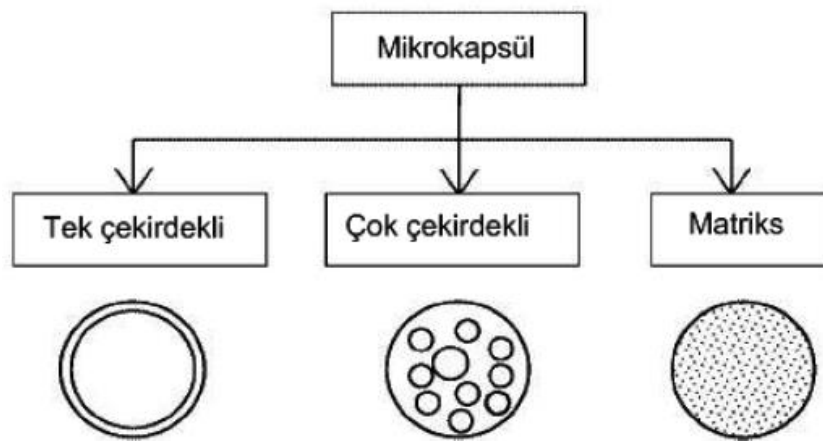 Mikrokapsül
Tek çekirdekli
Çok çekirdekli
Matriks